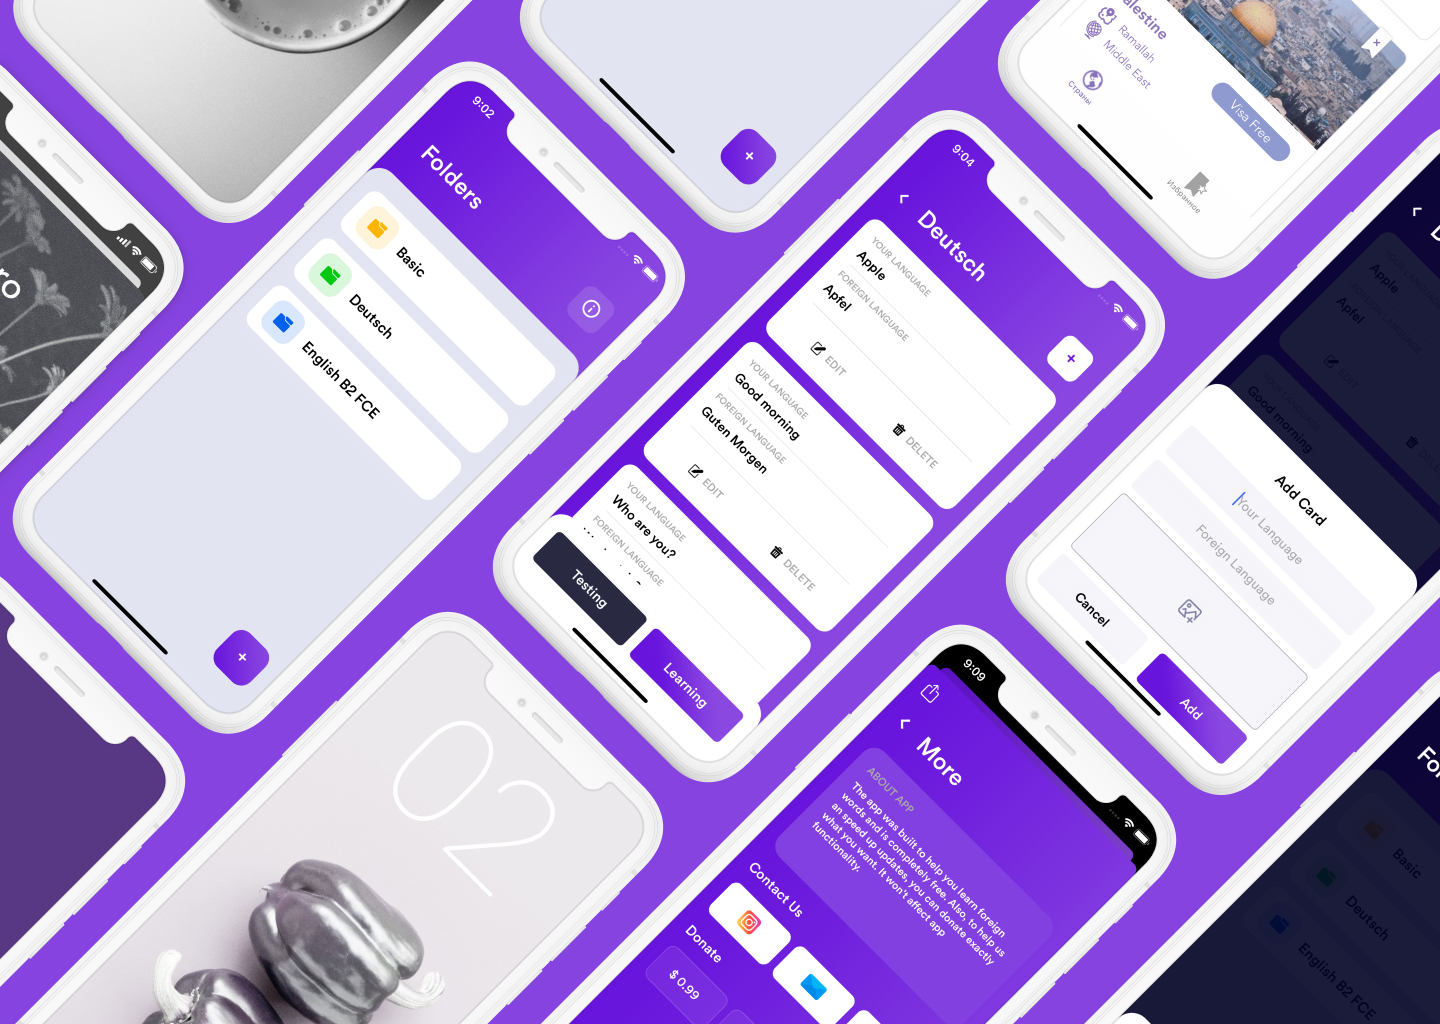 ro
9:02
Folders
Basic
Deutsch
English B2 FCE
+
02
+
9:04
Deutsch
+
YOUR LANGUAGE
Apple
FOREIGN LANGUAGE
Apfel
EDIT
DELETE
YOUR LANGUAGE
Good morning
FOREIGN LANGUAGE
Guten Morgen
EDIT
DELETE
YOUR LANGUAGE
Who are you?
FOREIGN LANGUAGE
Testing
Learning
9:09
More
ABOUT APP
The app was built to help you learn foreign
words and is completely free. Also, to help us
an speed up updates, you can donate exactly
what you want. It won't affect app
functionality.
Contact Us
Donate
$ 0.99
alestine
Ramallah
Middle East
Visa Free
Страны
Избранное
Apple
Apfel
EDIT
Good morning
Add Card
Your Language
Foreign Language
Cancel
Add
Fo
Basic
Deutsch
English B2 FCE